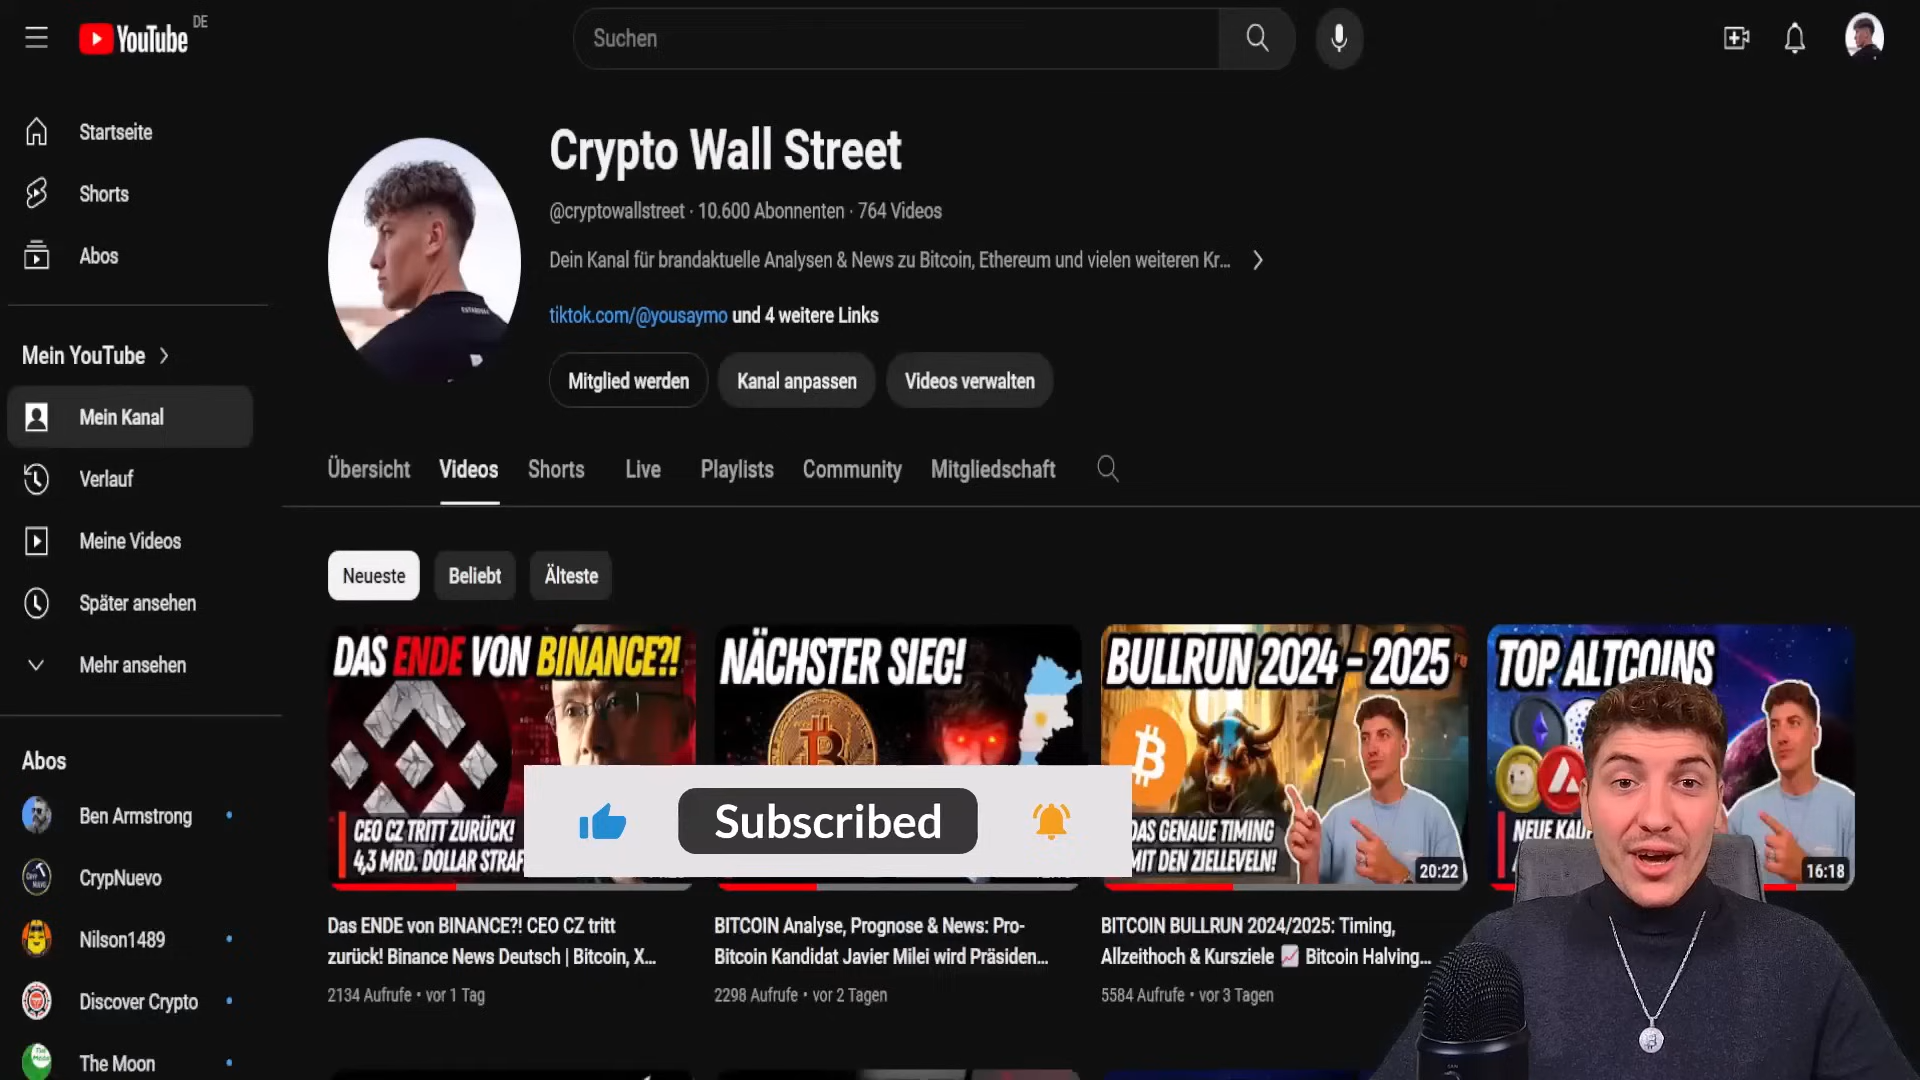 YouTube DE
Suchen
Startseite
Shorts
Abos
Mein YouTube
Mein Kanal
Verlauf
Meine Videos
Später ansehen
Mehr ansehen
Abos
Ben Armstrong
CrypNuevo
Nilson1489
Discover Crypto
The Moon
Crypto Wall Street
@cryptowallstreet · 10.600 Abonnenten · 764 Videos
Dein Kanal für brandaktuelle Analysen & News zu Bitcoin, Ethereum und vielen weiteren Kr...
tiktok.com/@yousaymo und 4 weitere Links
Mitglied werden Kanal anpassen Videos verwalten
Übersicht Videos Shorts Live Playlists Community Mitgliedschaft
Neueste Beliebt Älteste
DAS ENDE VON BINANCE?!
CEO CZ TRITT ZURÜCK!
4,3 MRD. DOLLAR STRAF
NÄCHSTER SIEG!
BULLRUN 2024 - 2025
DAS GENAUE TIMING
MIT DEN ZIELLEVELN!
20:22
TOP ALTCOINS
NEUE KAU
16:18
Subscribed
Das ENDE von BINANCE?! CEO CZ tritt
zurück! Binance News Deutsch | Bitcoin, X...
2134 Aufrufe • vor 1 Tag
BITCOIN Analyse, Prognose & News: Pro-
Bitcoin Kandidat Javier Milei wird Präsiden...
2298 Aufrufe • vor 2 Tagen
BITCOIN BULLRUN 2024/2025: Timing,
Allzeithoch & Kursziele 📈 Bitcoin Halving...
5584 Aufrufe • vor 3 Tagen